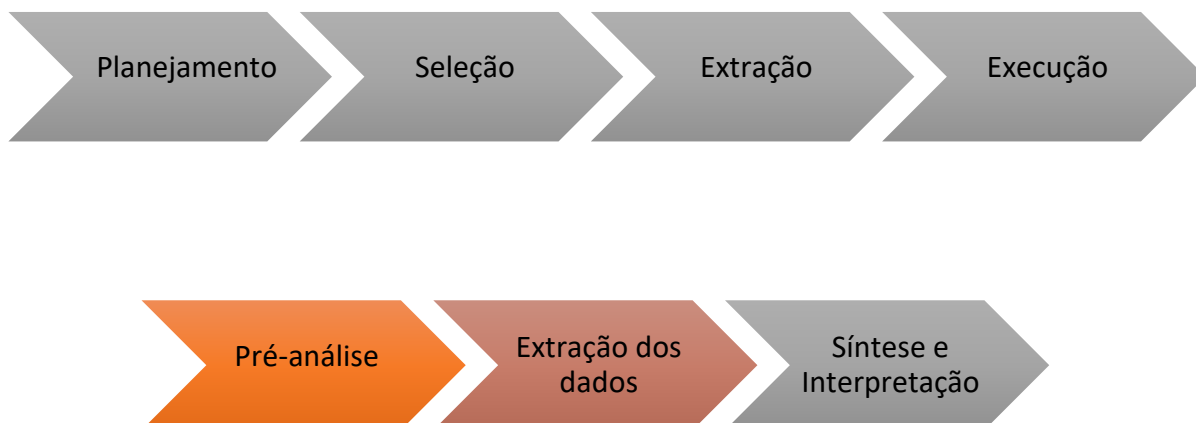 Planejamento
Seleção
Extração
Execução
Pré-análise
Extração dos
dados
Síntese e
Interpretação